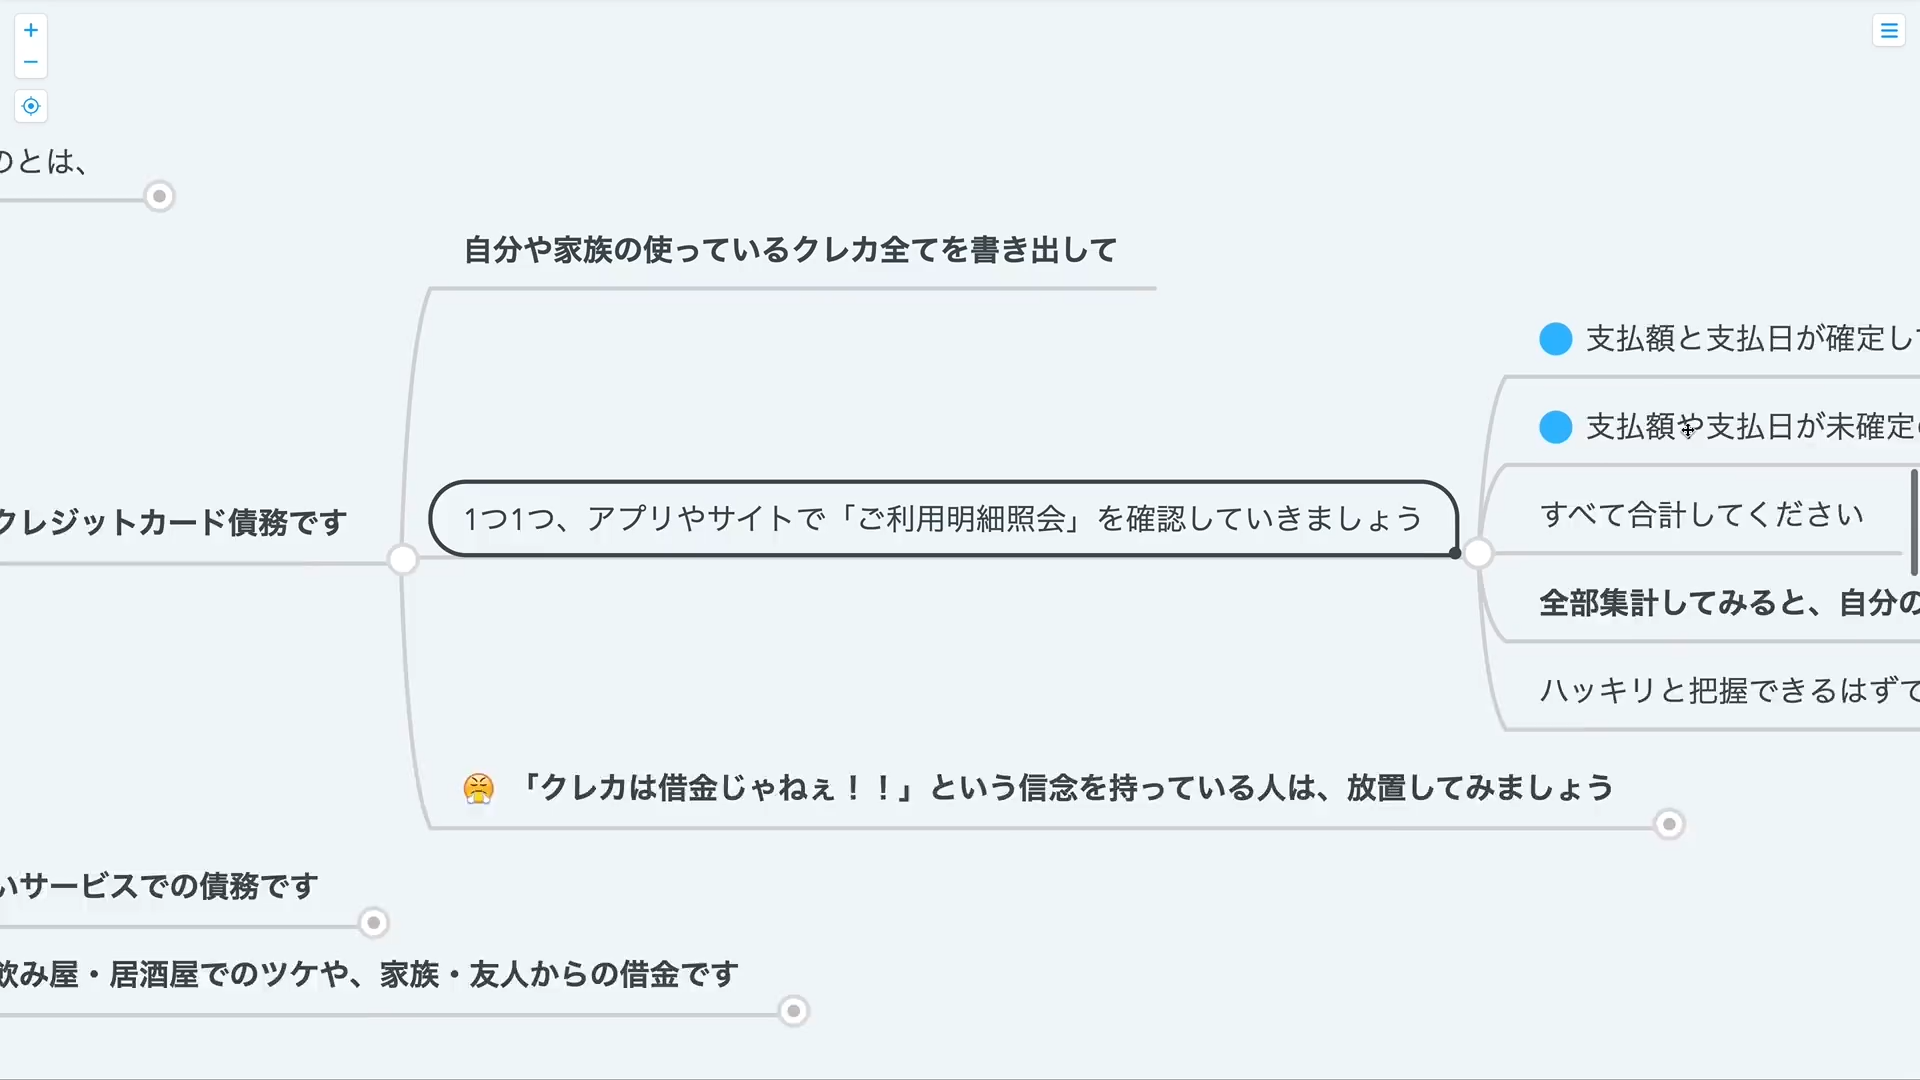 のとは、
自分や家族の使っているクレカ全てを書き出して
支払額と支払日が確定し
支払額や支払日が未確定
クレジットカード債務です
1つ1つ、アプリやサイトで「ご利用明細照会」を確認していきましょう
すべて合計してください
全部集計してみると、自分の
ハッキリと把握できるはずで
「クレカは借金じゃねぇ！！」という信念を持っている人は、放置してみましょう
いサービスでの債務です
飲み屋・居酒屋でのツケや、家族・友人からの借金です